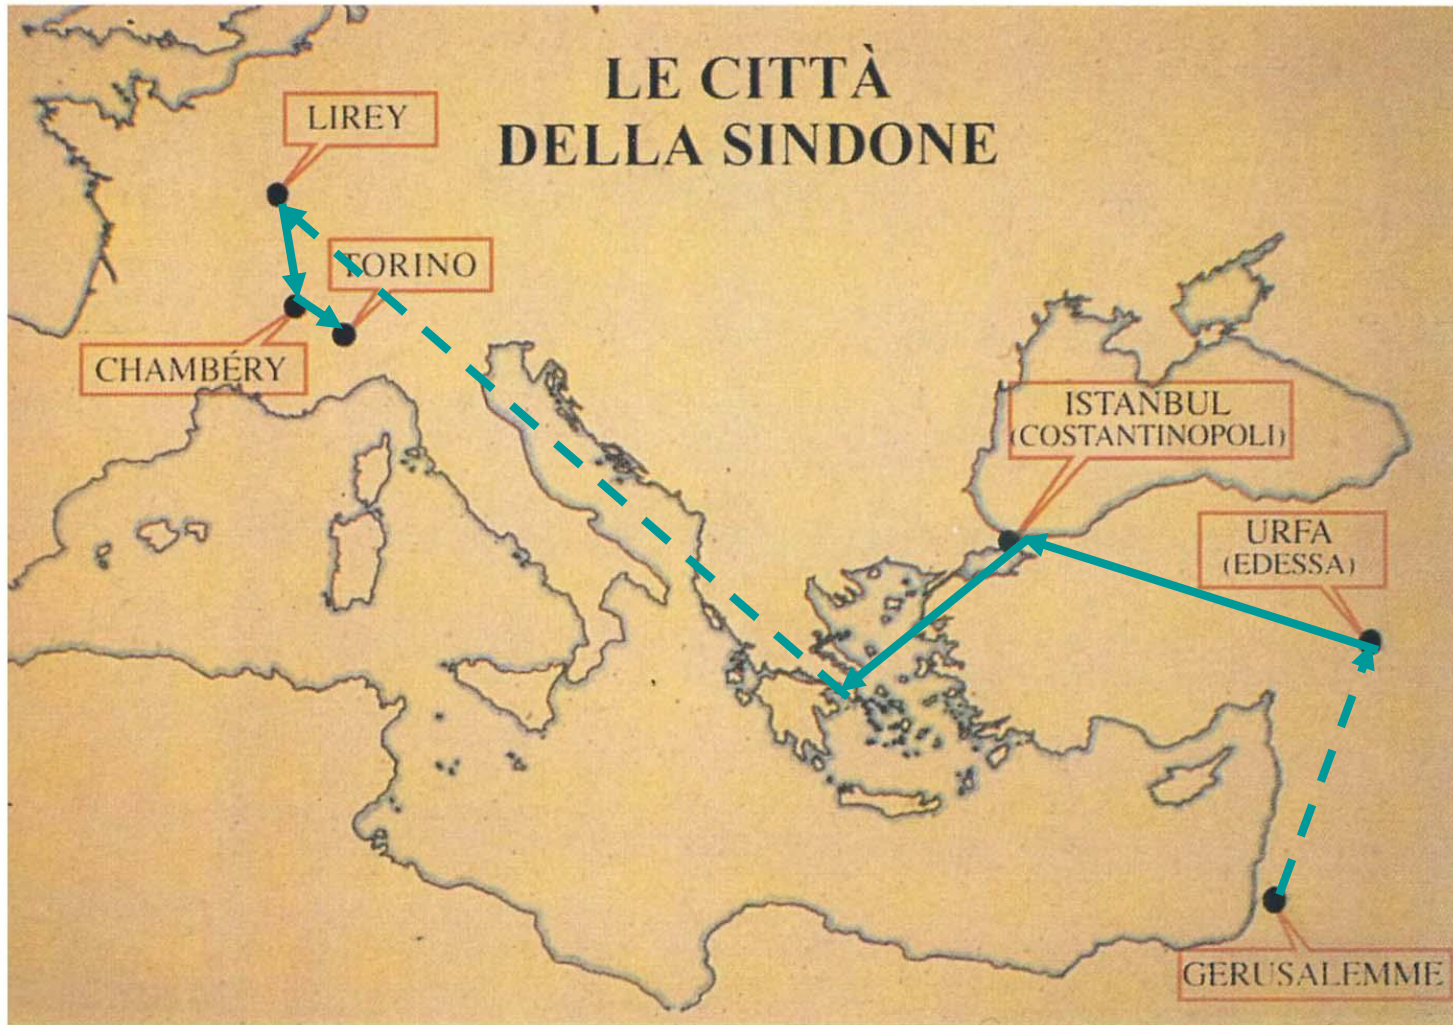 LE CITTÀ
DELLA SINDONE
LIREY
TORINO
CHAMBÉRY
ISTANBUL
(COSTANTINOPOLI)
URFA
(EDESSA)
GERUSALEMME